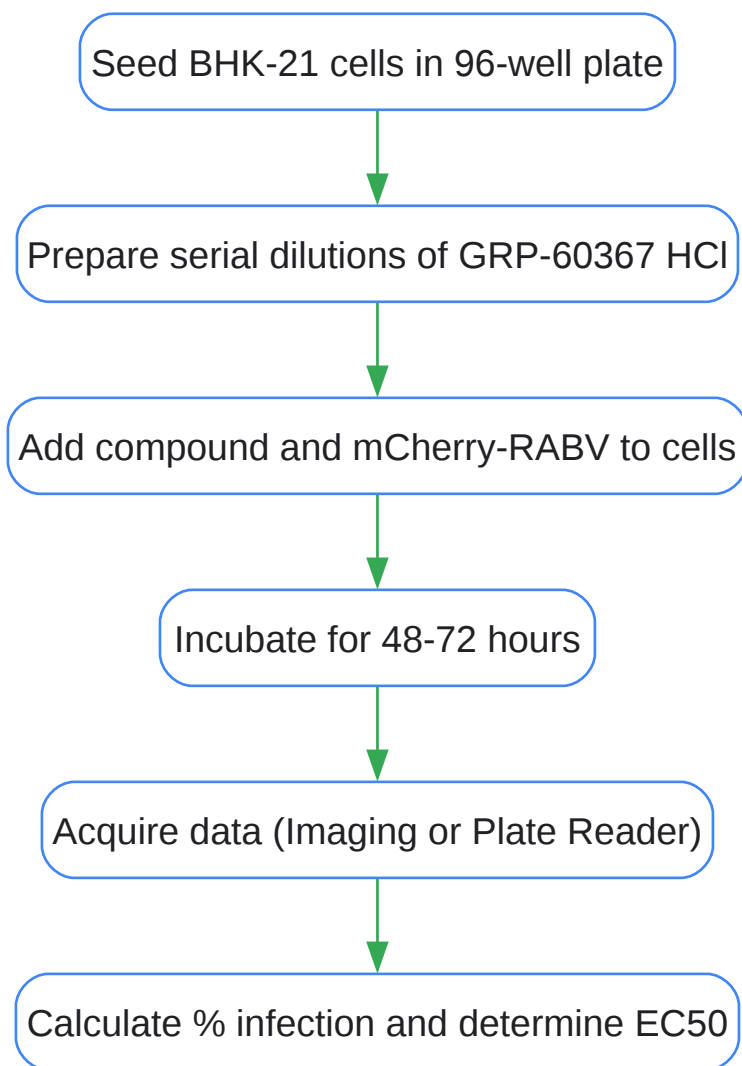 Seed BHK-21 cells in 96-well plate
Prepare serial dilutions of GRP-60367 HCl
Add compound and mCherry-RABV to cells
Incubate for 48-72 hours
Acquire data (Imaging or Plate Reader)
Calculate % infection and determine EC50